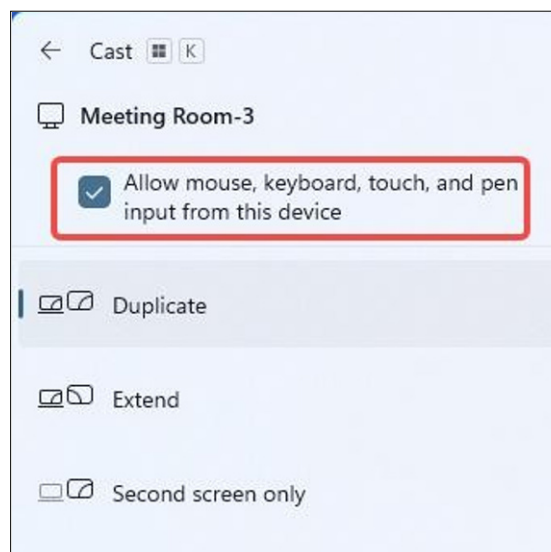 Cast K
Meeting Room-3
Allow mouse, keyboard, touch, and pen
input from this device
Duplicate
Extend
Second screen only